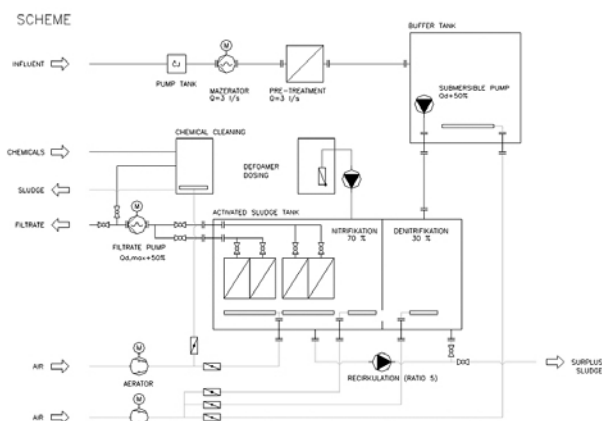 SCHEME
BUFFER TANK
INFLUENT
M
PUMP TANK
MAZERATOR
Q=3 l/s
PRE-TREATMENT
Q=3 l/s
SUBMERSIBLE PUMP
Qd+50%
CHEMICAL CLEANING
CHEMICALS
DEFOAMER
DOSING
SLUDGE
ACTIVATED SLUDGE TANK
M
FILTRATE
NITRIFIKATION
70 %
DENITRIFIKATION
30 %
FILTRATE PUMP
Qd,max+50%
M
AIR
AERATOR
RECIRKULATION (RATIO 5)
SURPLUS
SLUDGE
M
AIR